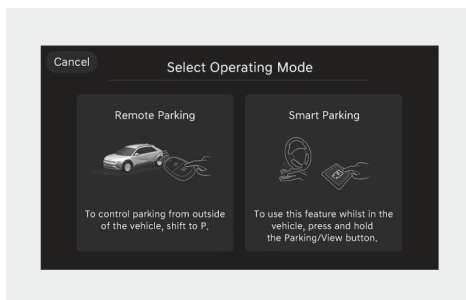 Cancel
Select Operating Mode
Remote Parking
To control parking from outside
of the vehicle, shift to P.
Smart Parking
To use this feature whilst in the
vehicle, press and hold
the Parking/View button.